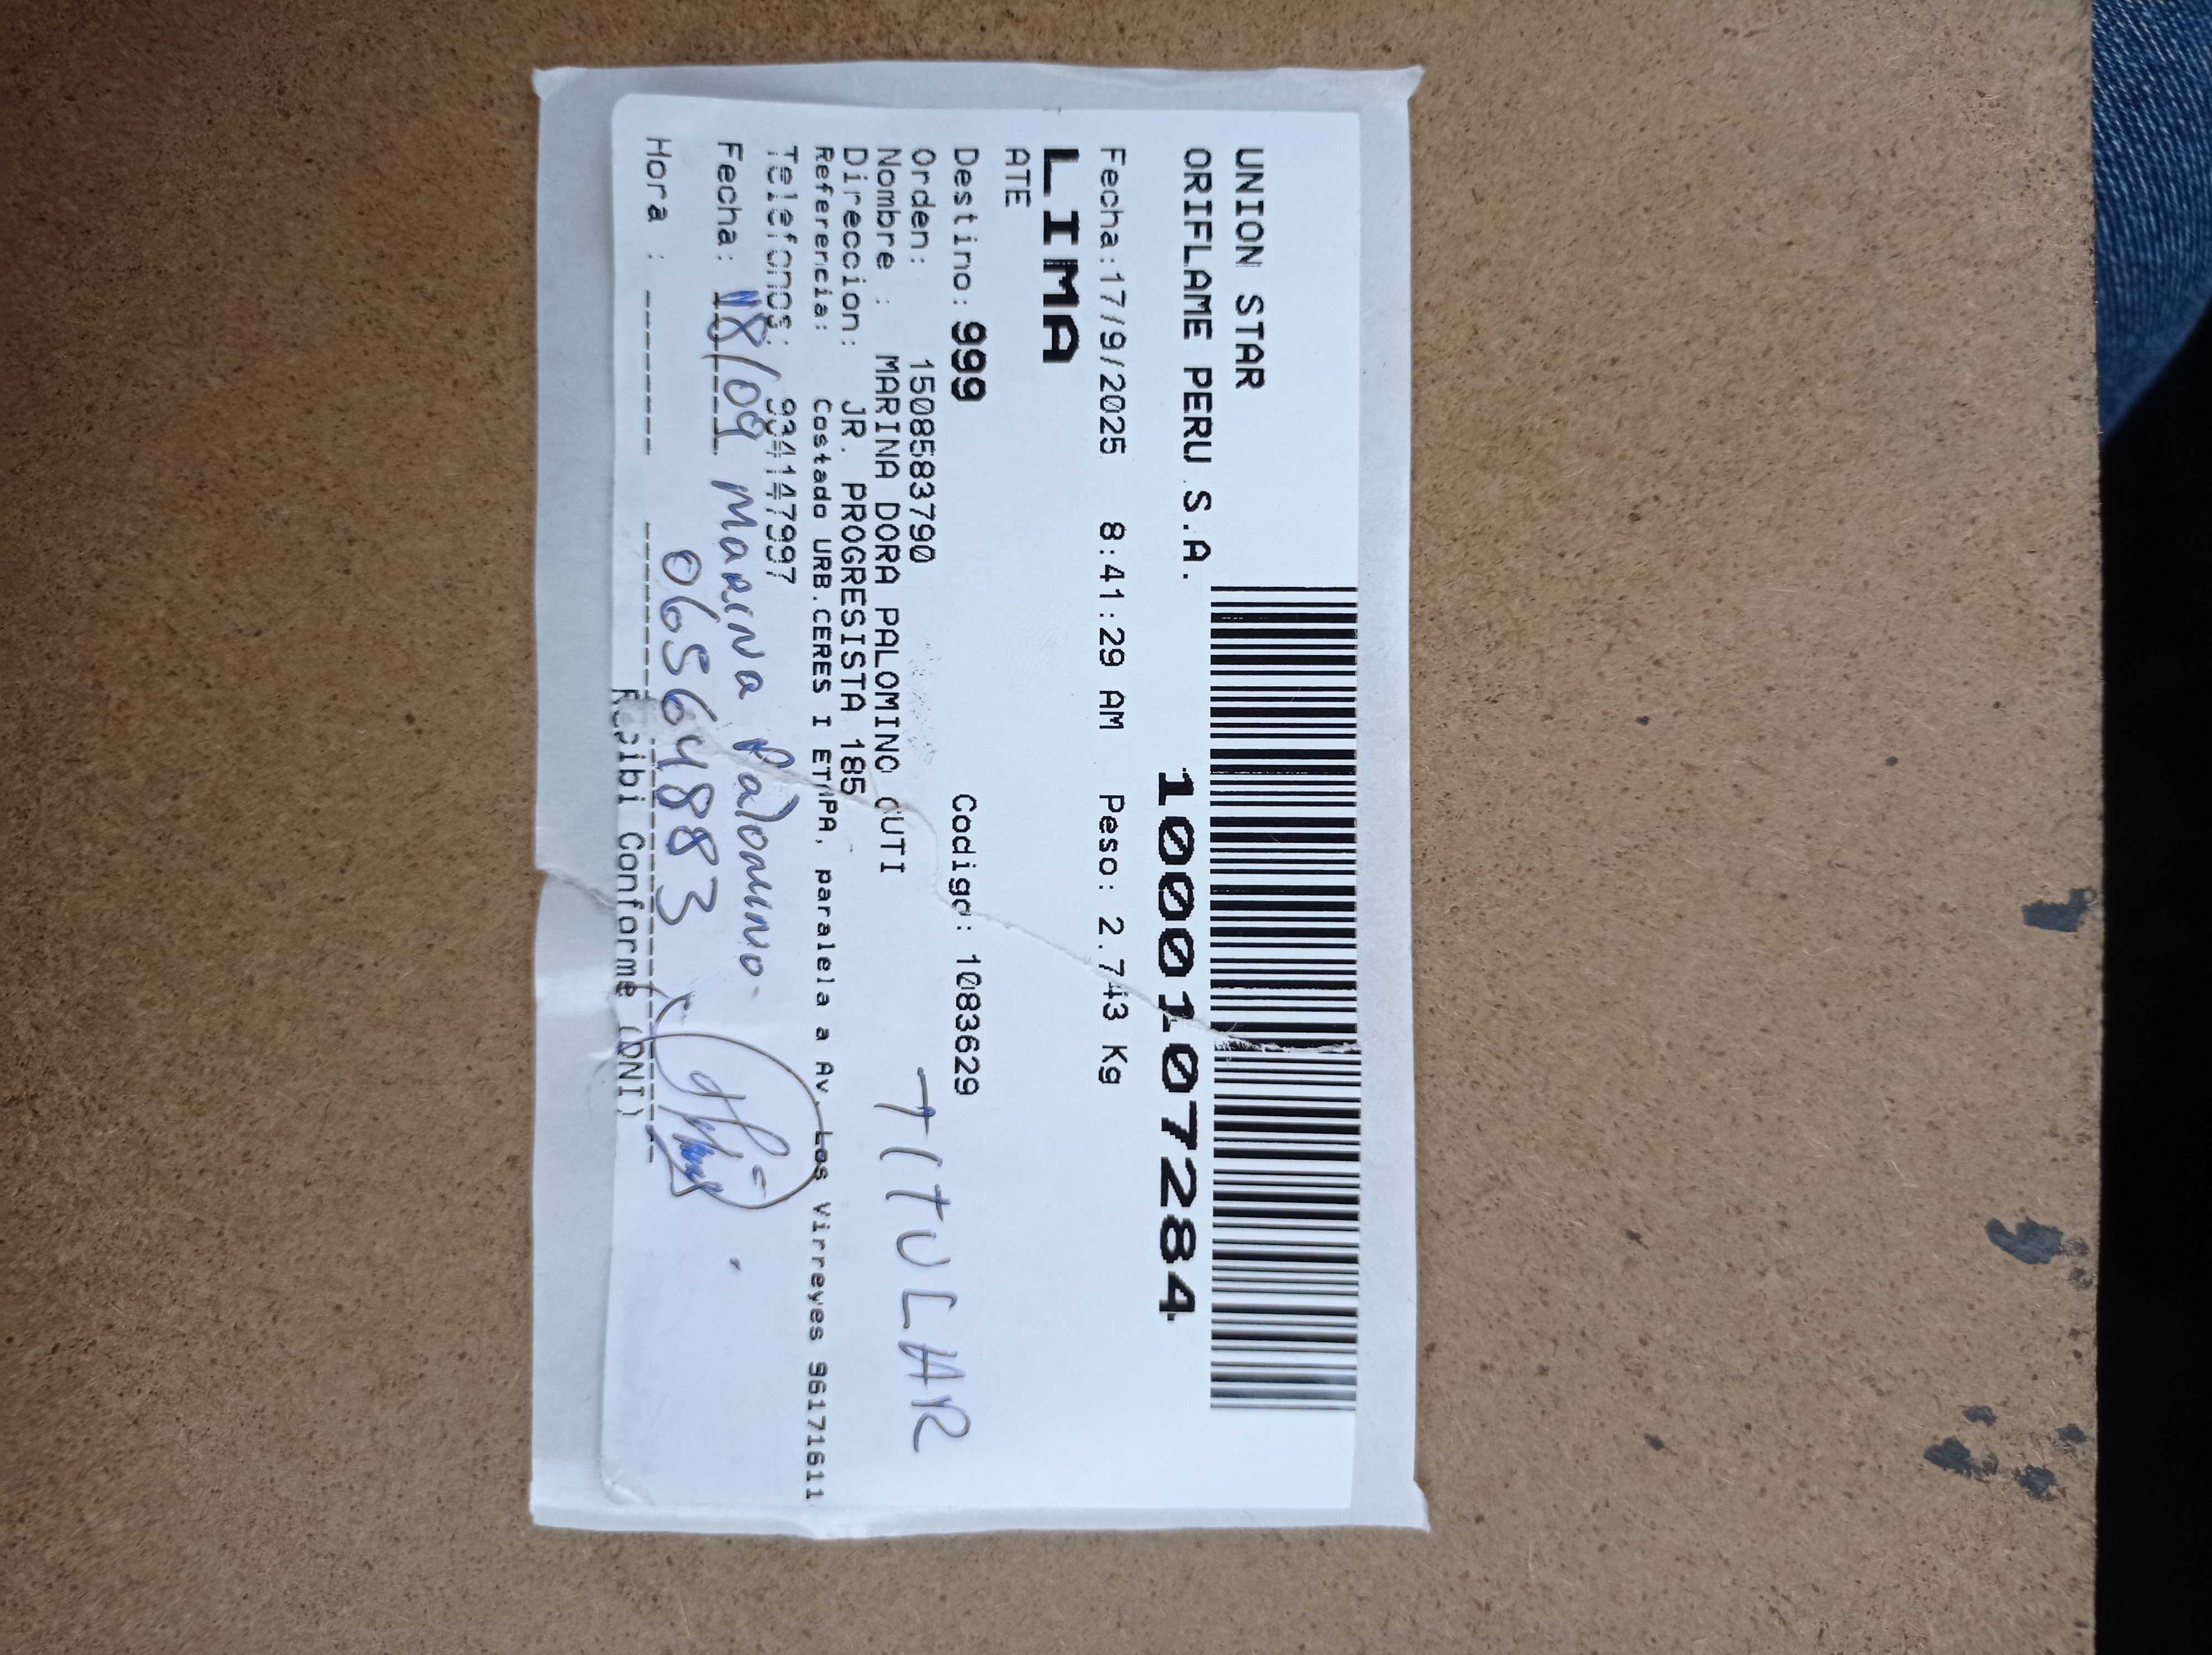 UNION STAR
ORIFLAME PERU S.A.
1000107284
Fecha:17/9/2025 8:41:29 AM Peso: 2.743 Kg
LIMA
ATE
Destino: 999 Codigo: 1083629
Orden: 1508583790
Nombre : MARINA DORA PALOMINO CUTI
TITULAR
Direccion: JR. PROGRESISTA 185
Referencia: Costado URB.CERES I ETAPA, paralela a Av. Los Virreyes 96171611
Telefonos: 934147997
Fecha: 18/09 Marina Palomino.
06564883
Hora :
Recibi Conforme (DNI)